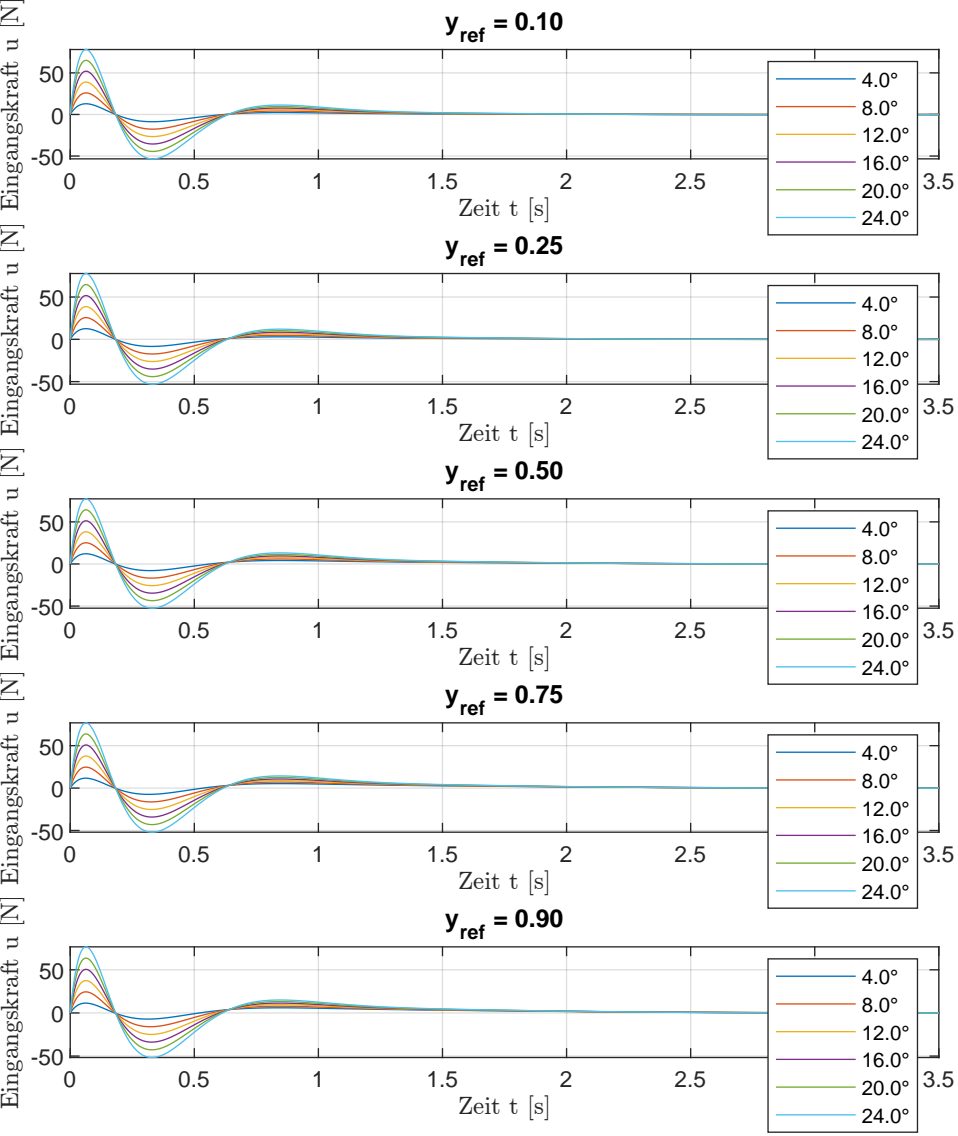 y_ref = 0.10
Eingangskraft u [N]
50
0
-50
0 0.5 1 1.5 2 2.5 3.5
Zeit t [s]
4.0°
8.0°
12.0°
16.0°
20.0°
24.0°
y_ref = 0.25
Eingangskraft u [N]
50
0
-50
0 0.5 1 1.5 2 2.5 3.5
Zeit t [s]
4.0°
8.0°
12.0°
16.0°
20.0°
24.0°
y_ref = 0.50
Eingangskraft u [N]
50
0
-50
0 0.5 1 1.5 2 2.5 3.5
Zeit t [s]
4.0°
8.0°
12.0°
16.0°
20.0°
24.0°
y_ref = 0.75
Eingangskraft u [N]
50
0
-50
0 0.5 1 1.5 2 2.5 3.5
Zeit t [s]
4.0°
8.0°
12.0°
16.0°
20.0°
24.0°
y_ref = 0.90
Eingangskraft u [N]
50
0
-50
0 0.5 1 1.5 2 2.5 3.5
Zeit t [s]
4.0°
8.0°
12.0°
16.0°
20.0°
24.0°